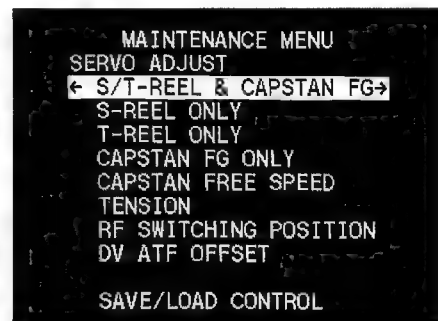 MAINTENANCE MENU
SERVO ADJUST
← S/T-REEL & CAPSTAN FG→
S-REEL ONLY
T-REEL ONLY
CAPSTAN FG ONLY
CAPSTAN FREE SPEED
TENSION
RF SWITCHING POSITION
DV ATF OFFSET
SAVE/LOAD CONTROL